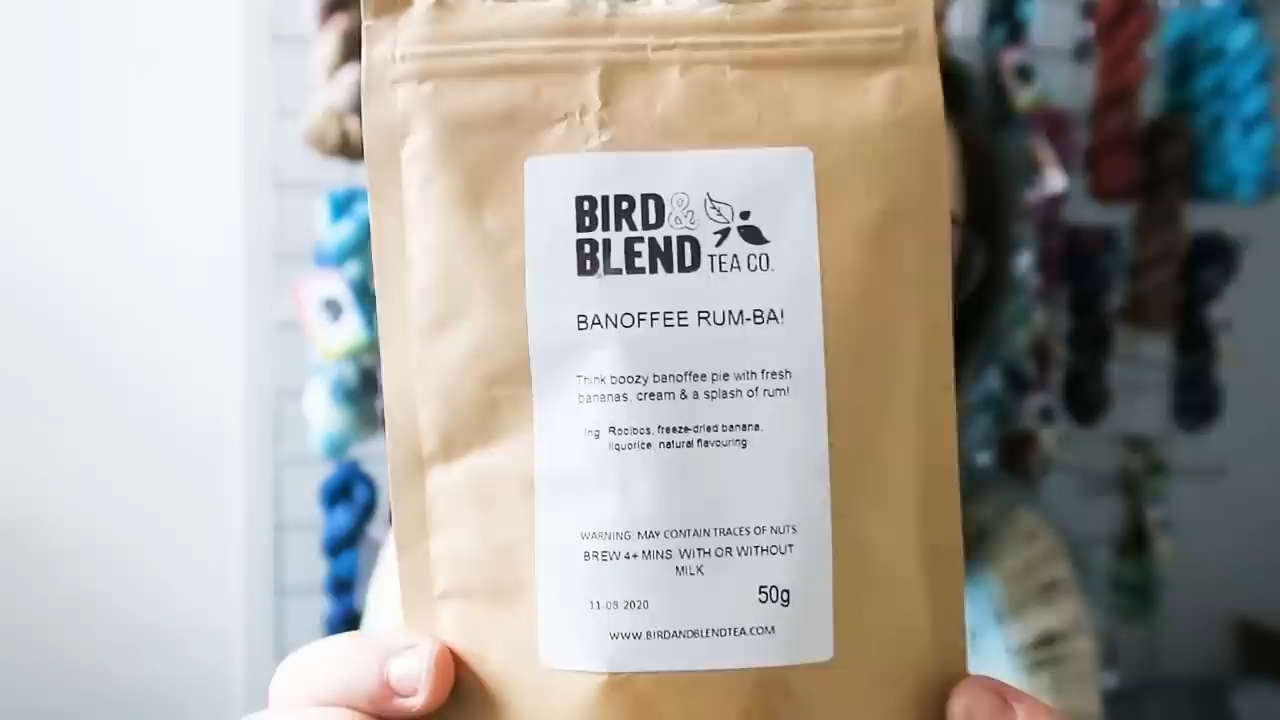 BIRD &
BLEND TEA CO.
BANOFFEE RUM-BA!
Think boozy banoffee pie with fresh
bananas, cream & a splash of rum!
Ing Rooibos, freeze-dried banana,
liquorice, natural flavouring
WARNING: MAY CONTAIN TRACES OF NUTS
BREW 4+ MINS WITH OR WITHOUT
MILK
11-08-2020 50g
WWW.BIRDANDBLENDTEA.COM